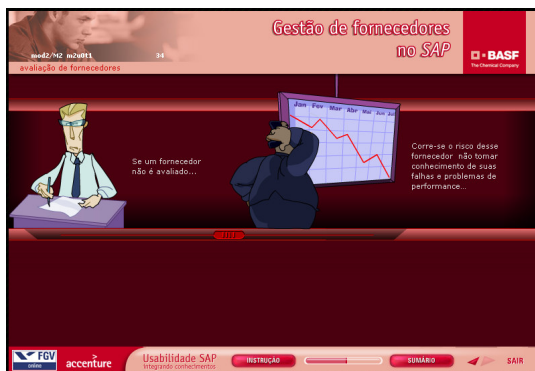 Gestão de fornecedores
no SAP
mod2/M2 m2u0t1 34
avaliação de fornecedores
BASF
The Chemical Company
Jan Fev Mar Abr Mai Jun Jul
Se um fornecedor
não é avaliado...
Corre-se o risco desse
fornecedor não tomar
conhecimento de suas
falhas e problemas de
performance...
FGV
online
accenture
Usabilidade SAP
integrando conhecimentos
INSTRUÇÃO
SUMÁRIO
SAIR